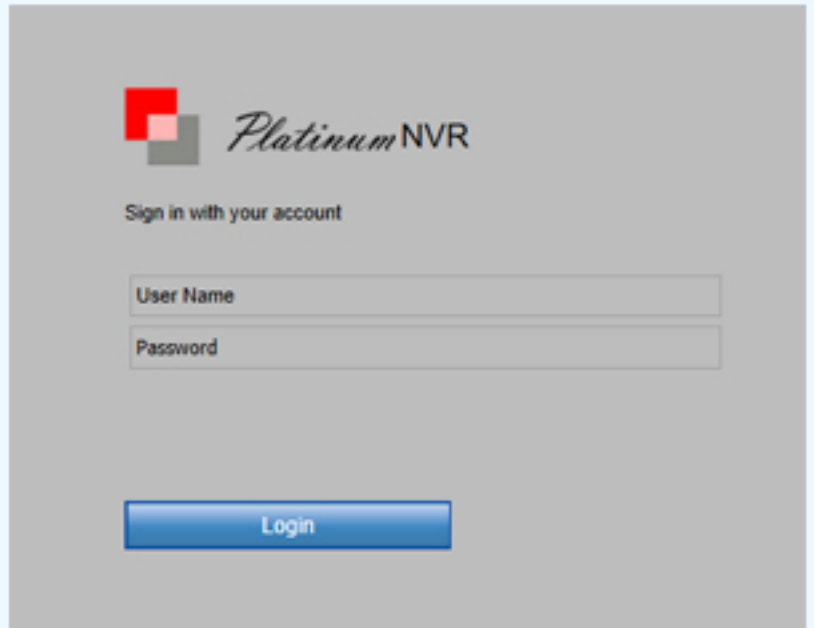 Platinum NVR
Sign in with your account
User Name
Password
Login